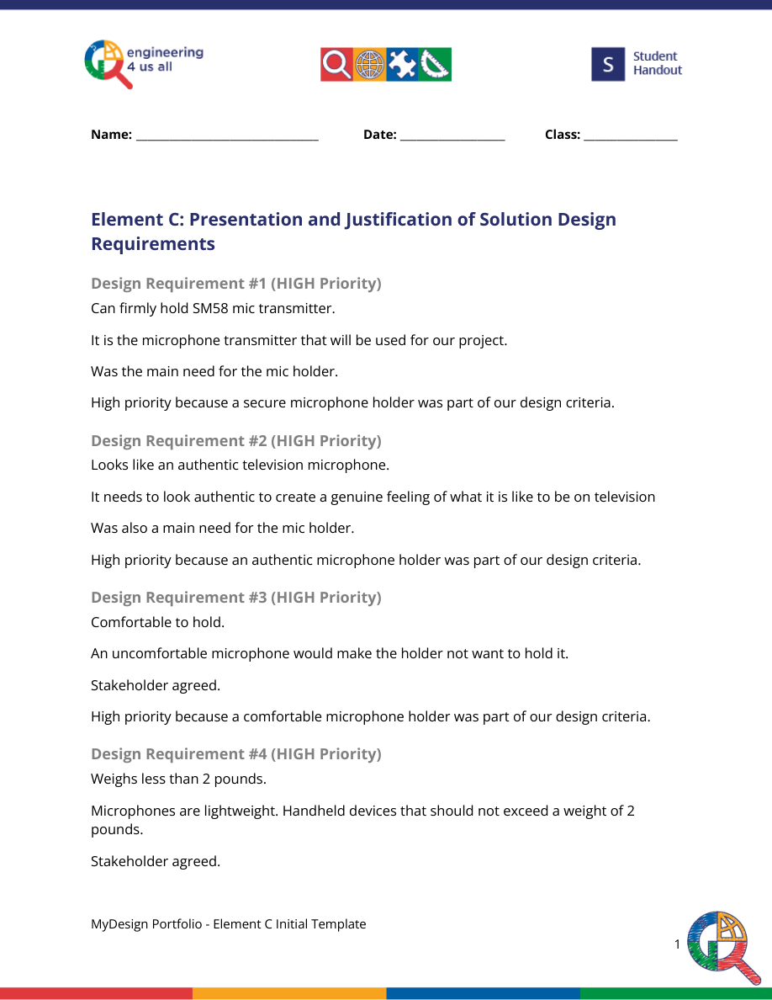 engineering
4 us all
S
Student
Handout
Name: ____________________________ Date: ________________ Class: ______________
Element C: Presentation and Justification of Solution Design
Requirements
Design Requirement #1 (HIGH Priority)
Can firmly hold SM58 mic transmitter.
It is the microphone transmitter that will be used for our project.
Was the main need for the mic holder.
High priority because a secure microphone holder was part of our design criteria.
Design Requirement #2 (HIGH Priority)
Looks like an authentic television microphone.
It needs to look authentic to create a genuine feeling of what it is like to be on television
Was also a main need for the mic holder.
High priority because an authentic microphone holder was part of our design criteria.
Design Requirement #3 (HIGH Priority)
Comfortable to hold.
An uncomfortable microphone would make the holder not want to hold it.
Stakeholder agreed.
High priority because a comfortable microphone holder was part of our design criteria.
Design Requirement #4 (HIGH Priority)
Weighs less than 2 pounds.
Microphones are lightweight. Handheld devices that should not exceed a weight of 2
pounds.
Stakeholder agreed.
MyDesign Portfolio - Element C Initial Template
1